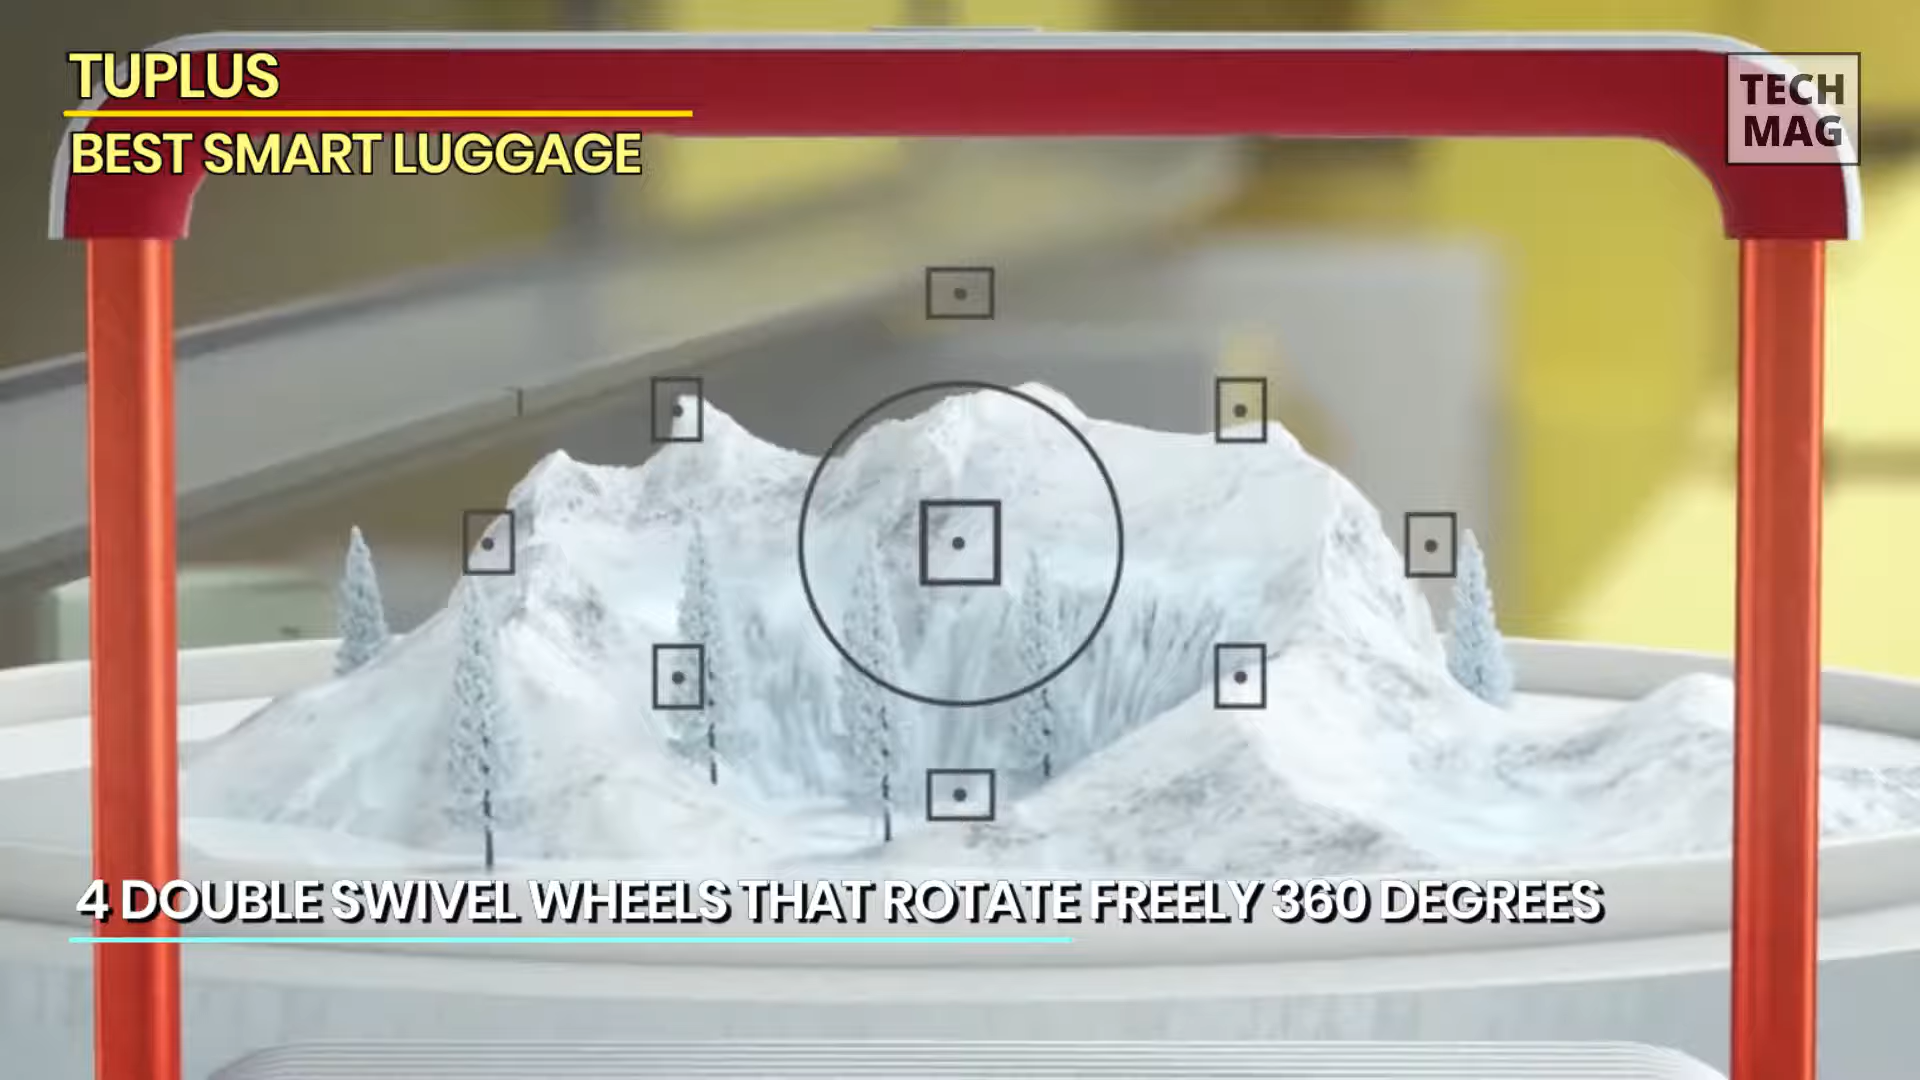 TUPLUS
BEST SMART LUGGAGE
TECH
MAG
4 DOUBLE SWIVEL WHEELS THAT ROTATE FREELY 360 DEGREES